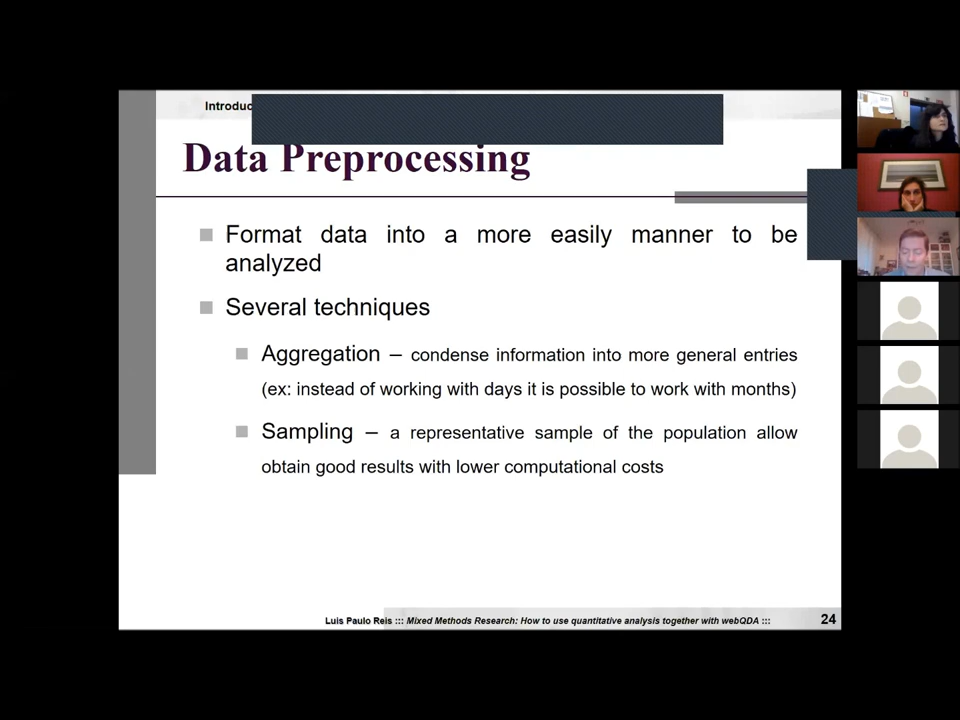 Introduc
Data Preprocessing
Format data into a more easily manner to be
analyzed
Several techniques
Aggregation – condense information into more general entries
(ex: instead of working with days it is possible to work with months)
Sampling – a representative sample of the population allow
obtain good results with lower computational costs
Luis Paulo Reis ::: Mixed Methods Research: How to use quantitative analysis together with webQDA ::: 24